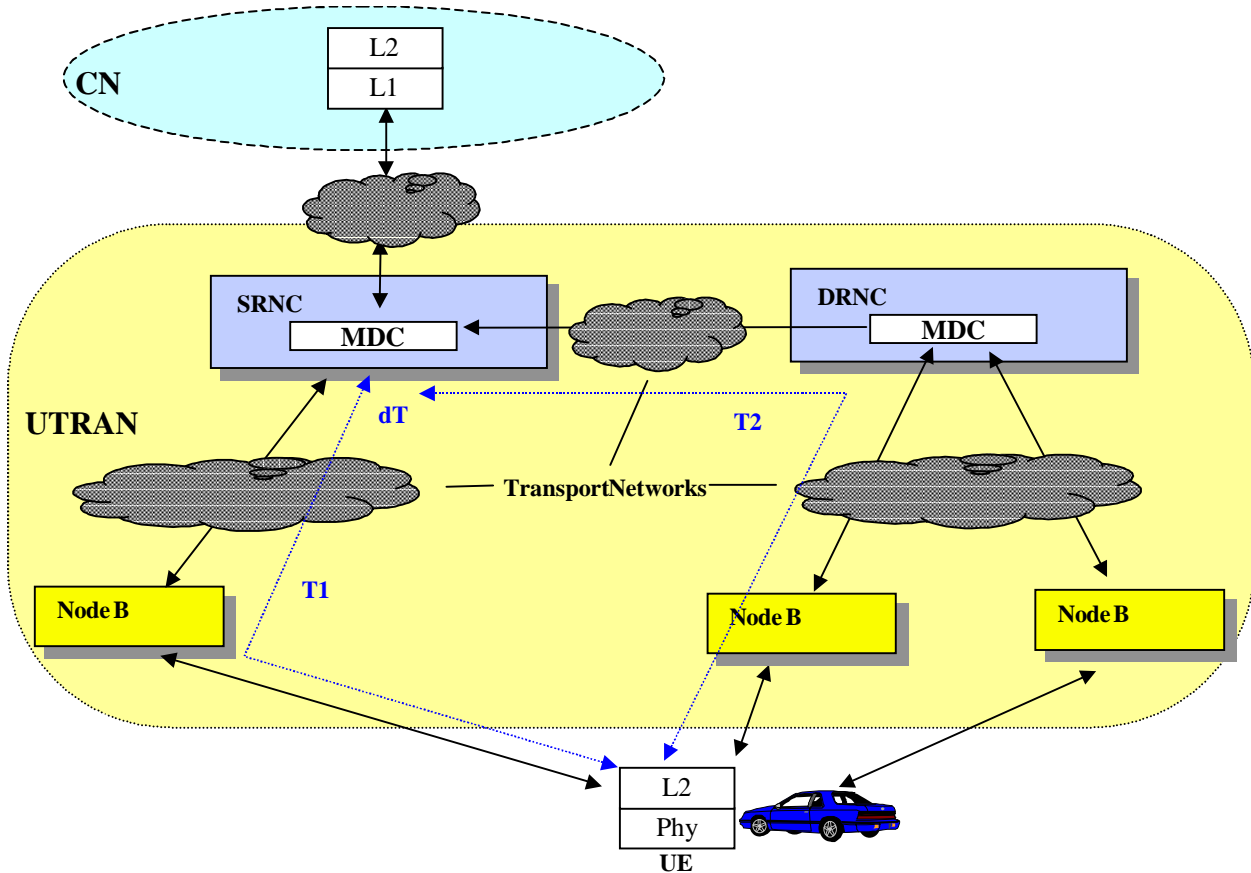 L2
CN
L1
SRNC
DRNC
MDC
MDC
dT
T2
UTRAN
TransportNetworks
T1
Node B
Node B
Node B
L2
Phy
UE